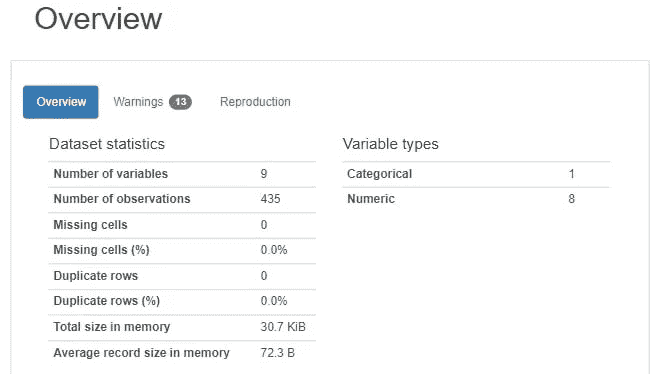 Overview
Overview Warnings 13 Reproduction
Dataset statistics
Number of variables 9
Number of observations 435
Missing cells 0
Missing cells (%) 0.0%
Duplicate rows 0
Duplicate rows (%) 0.0%
Total size in memory 30.7 KiB
Average record size in memory 72.3 B
Variable types
Categorical 1
Numeric 8